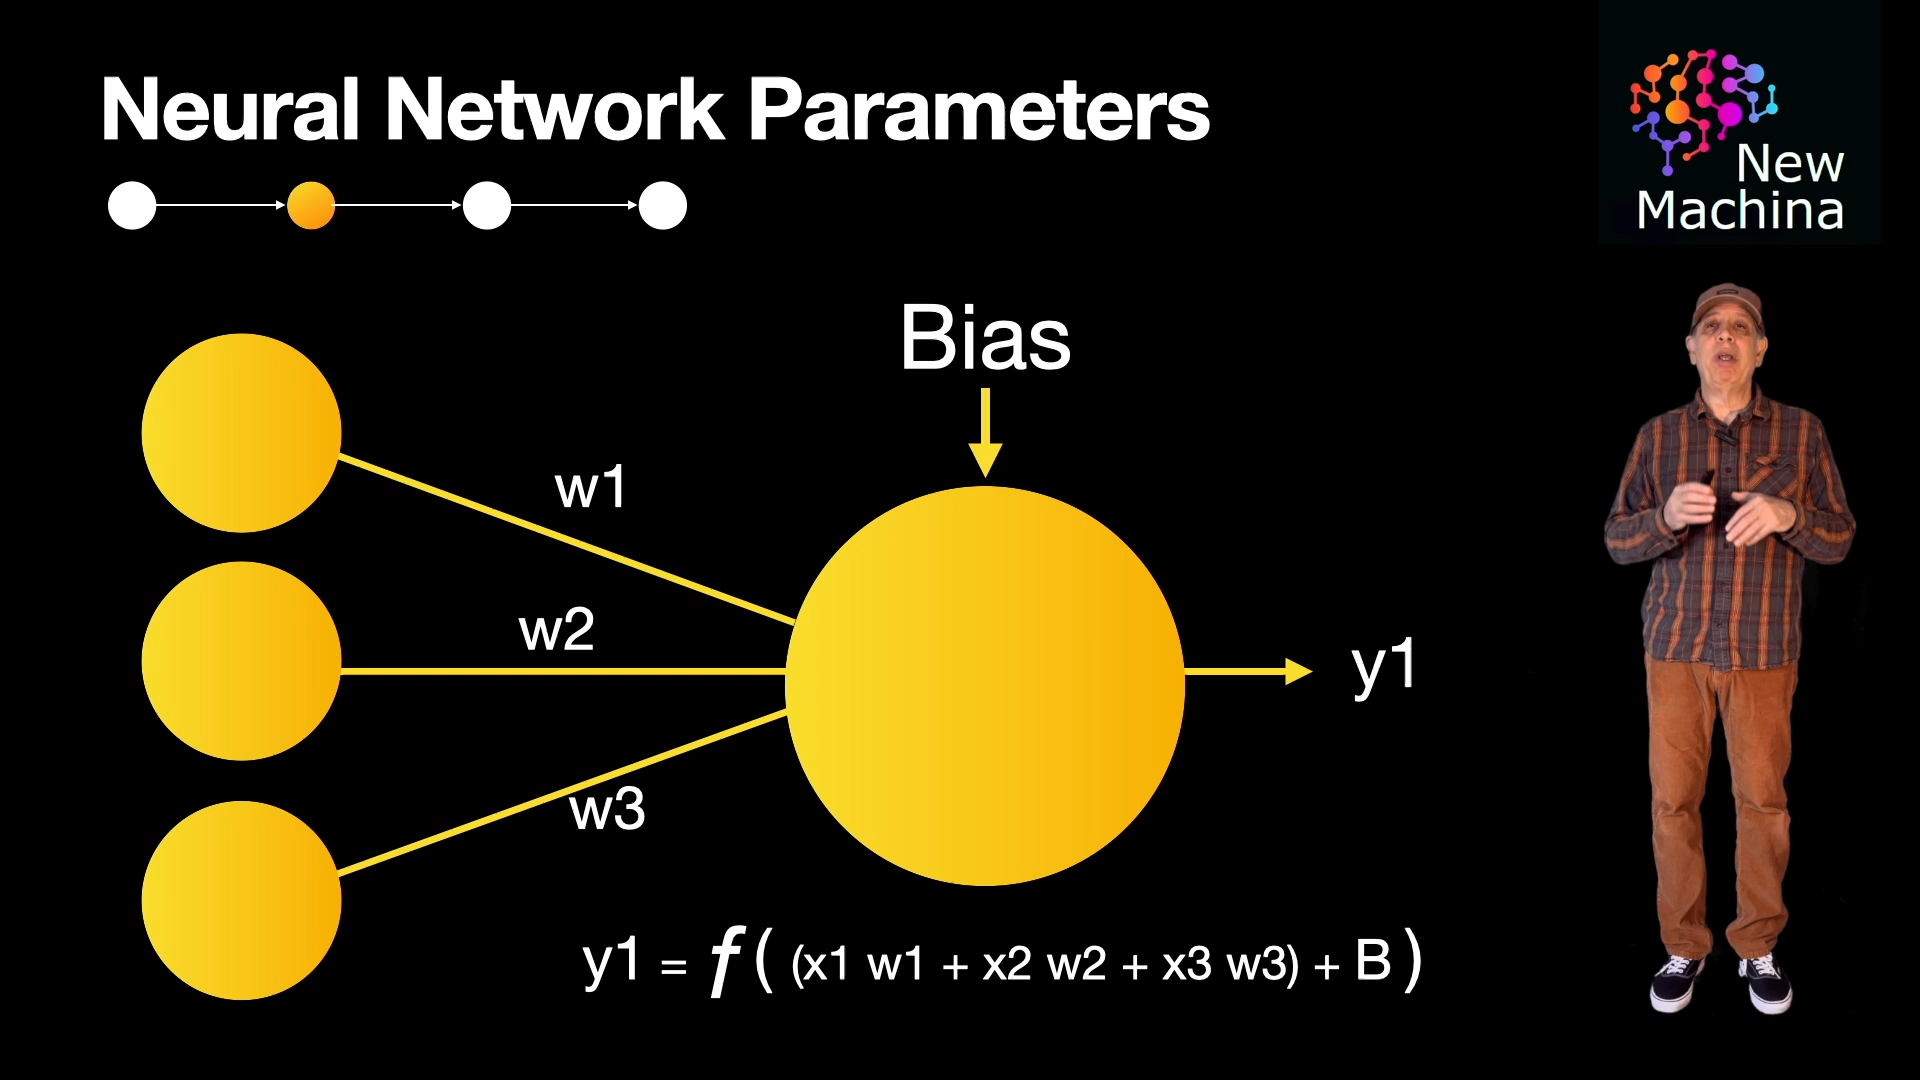 Neural Network Parameters
New
Machina
Bias
w1
w2
w3
y1
y1 = f ( (x1 w1 + x2 w2 + x3 w3) + B )